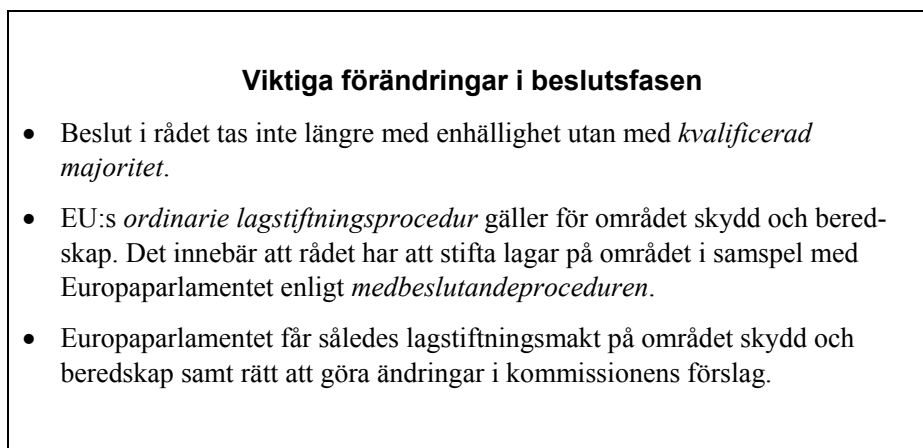 Viktiga förändringar i beslutsfasen
• Beslut i rådet tas inte längre med enhällighet utan med kvalificerad
majoritet.
• EU:s ordinarie lagstiftningsprocedur gäller för området skydd och bered-
skap. Det innebär att rådet har att stifta lagar på området i samspel med
Europaparlamentet enligt medbeslutandeproceduren.
• Europaparlamentet får således lagstiftningsmakt på området skydd och
beredskap samt rätt att göra ändringar i kommissionens förslag.